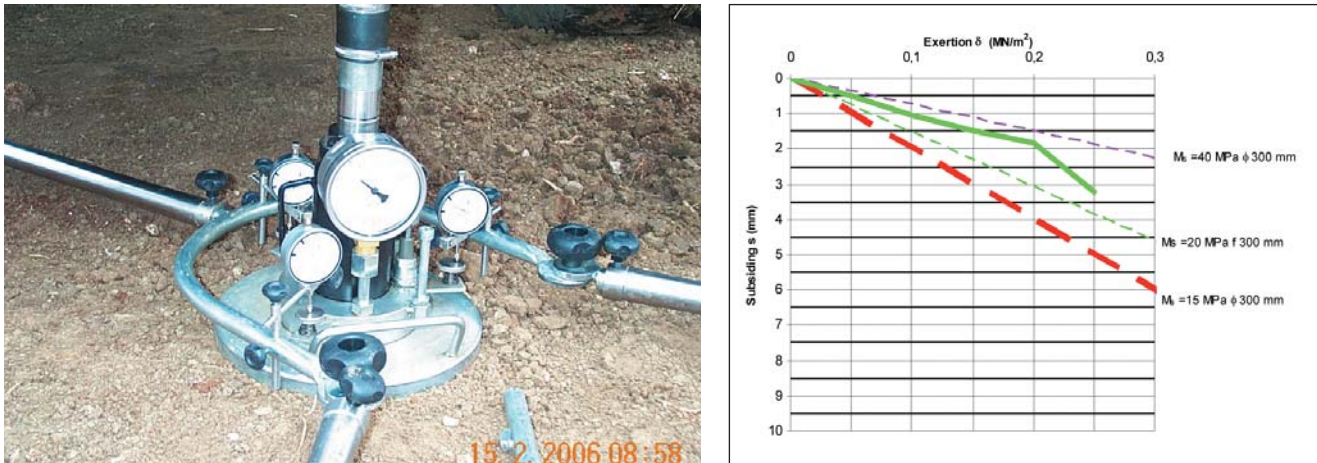 15. 2. 2006 08:58
Exertion δ (MN/m²)
0 0,1 0,2 0,3
Subsiding s (mm)
0
1
2
3
4
5
6
7
8
9
10
Ms =40 MPa ϕ 300 mm
Ms =20 MPa f 300 mm
Ms =15 MPa ϕ 300 mm